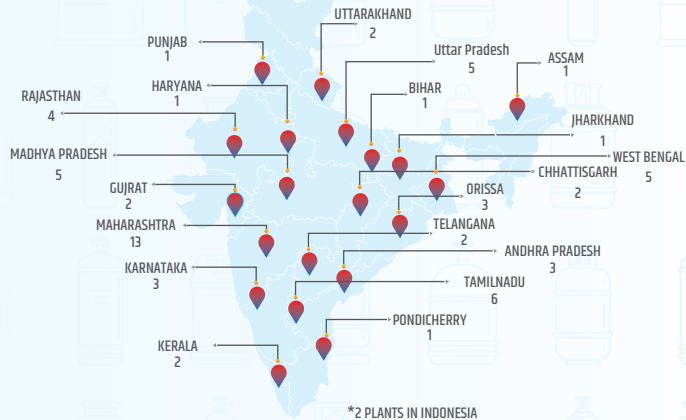 UTTARAKHAND
2
PUNJAB
1
Uttar Pradesh
5
ASSAM
1
HARYANA
1
BIHAR
1
RAJASTHAN
4
JHARKHAND
1
MADHYA PRADESH
5
WEST BENGAL
5
CHHATTISGARH
2
GUJRAT
2
ORISSA
3
MAHARASHTRA
13
TELANGANA
2
ANDHRA PRADESH
3
KARNATAKA
3
TAMILNADU
6
PONDICHERRY
1
KERALA
2
*2 PLANTS IN INDONESIA